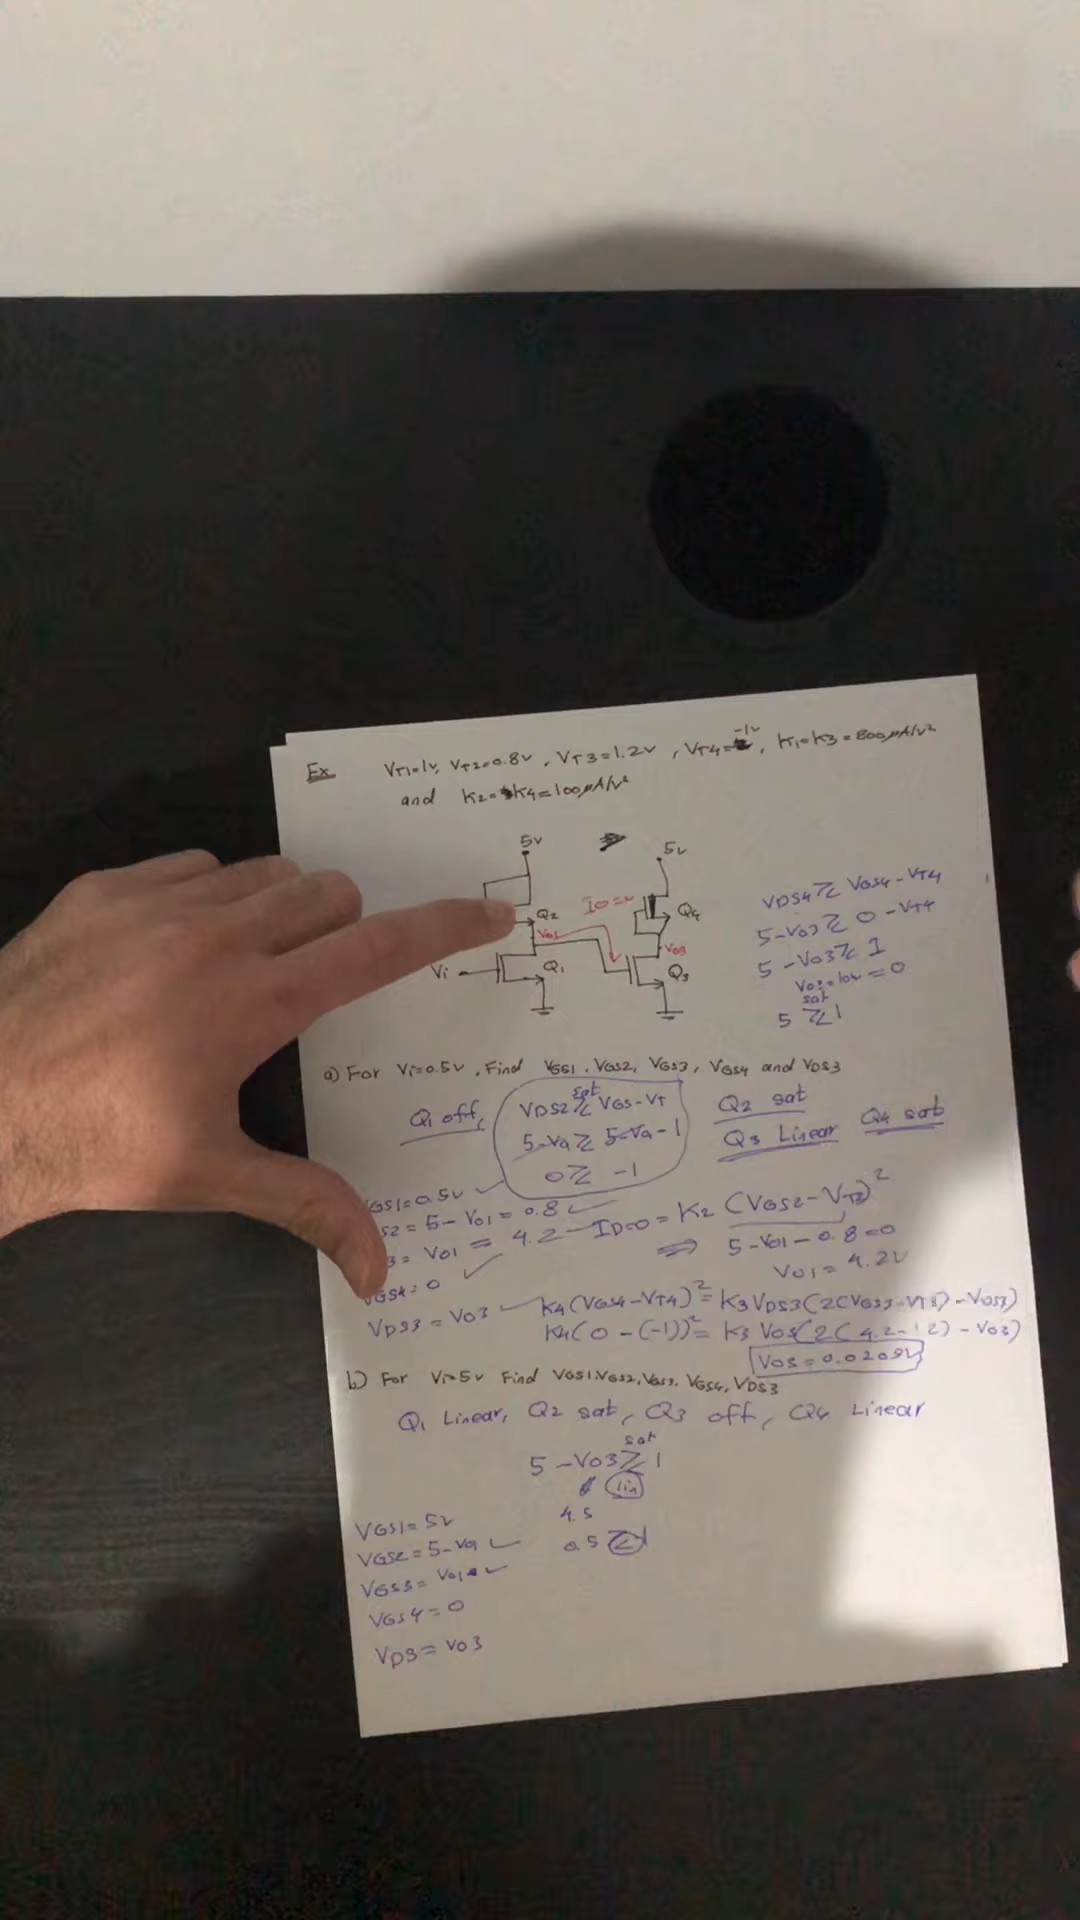 Ex VT1=1v, VT2=0.8v, VT3=1.2v, VT4=-1v, K1=K3=800μA/v²
and K2=K4=100μA/v²
5v
5v
Q2
ID=0
Q4
Vo1
Vo3
Vi
Q1
Q3
VDS4 ≥ VGS4-VT4
5-Vo3 ≥ 0-VT4
5-Vo3 ≥ 1
Vo3=low=0
sat
5 ≥ 1
a) For Vi=0.5v, Find VGS1, VGS2, VGS3, VGS4 and VDS3
Q1 off,
sat
VDS2 ≥ VGS-VT
5-Vo1 ≥ 5-Vo1-1
0 ≥ -1
Q2 sat
Q3 Linear
Q4 sat
GS1=0.5v
S2=5-Vo1=0.8
3=Vo1=4.2
ID=0=K2(VGS2-VT2)²
⇒ 5-Vo1-0.8=0
Vo1=4.2v
VGS4=0
VDS3=Vo3
K4(VGS4-VT4)²=K3VDS3(2(VGS3-VT3)-VDS3)
K4(0-(-1))²=K3 Vo3(2(4.2-1.2)-Vo3)
Vo3=0.0209V
b) For Vi=5v Find VGS1,VGS2,VGS3,VGS4,VDS3
Q1 Linear, Q2 sat, Q3 off, Q4 Linear
sat
5-Vo3 ≥ 1
lin
4.5
0.5 ≥ 1
VGS1=5v
VGS2=5-Vo1
VGS3=Vo1
VGS4=0
VDS=Vo3